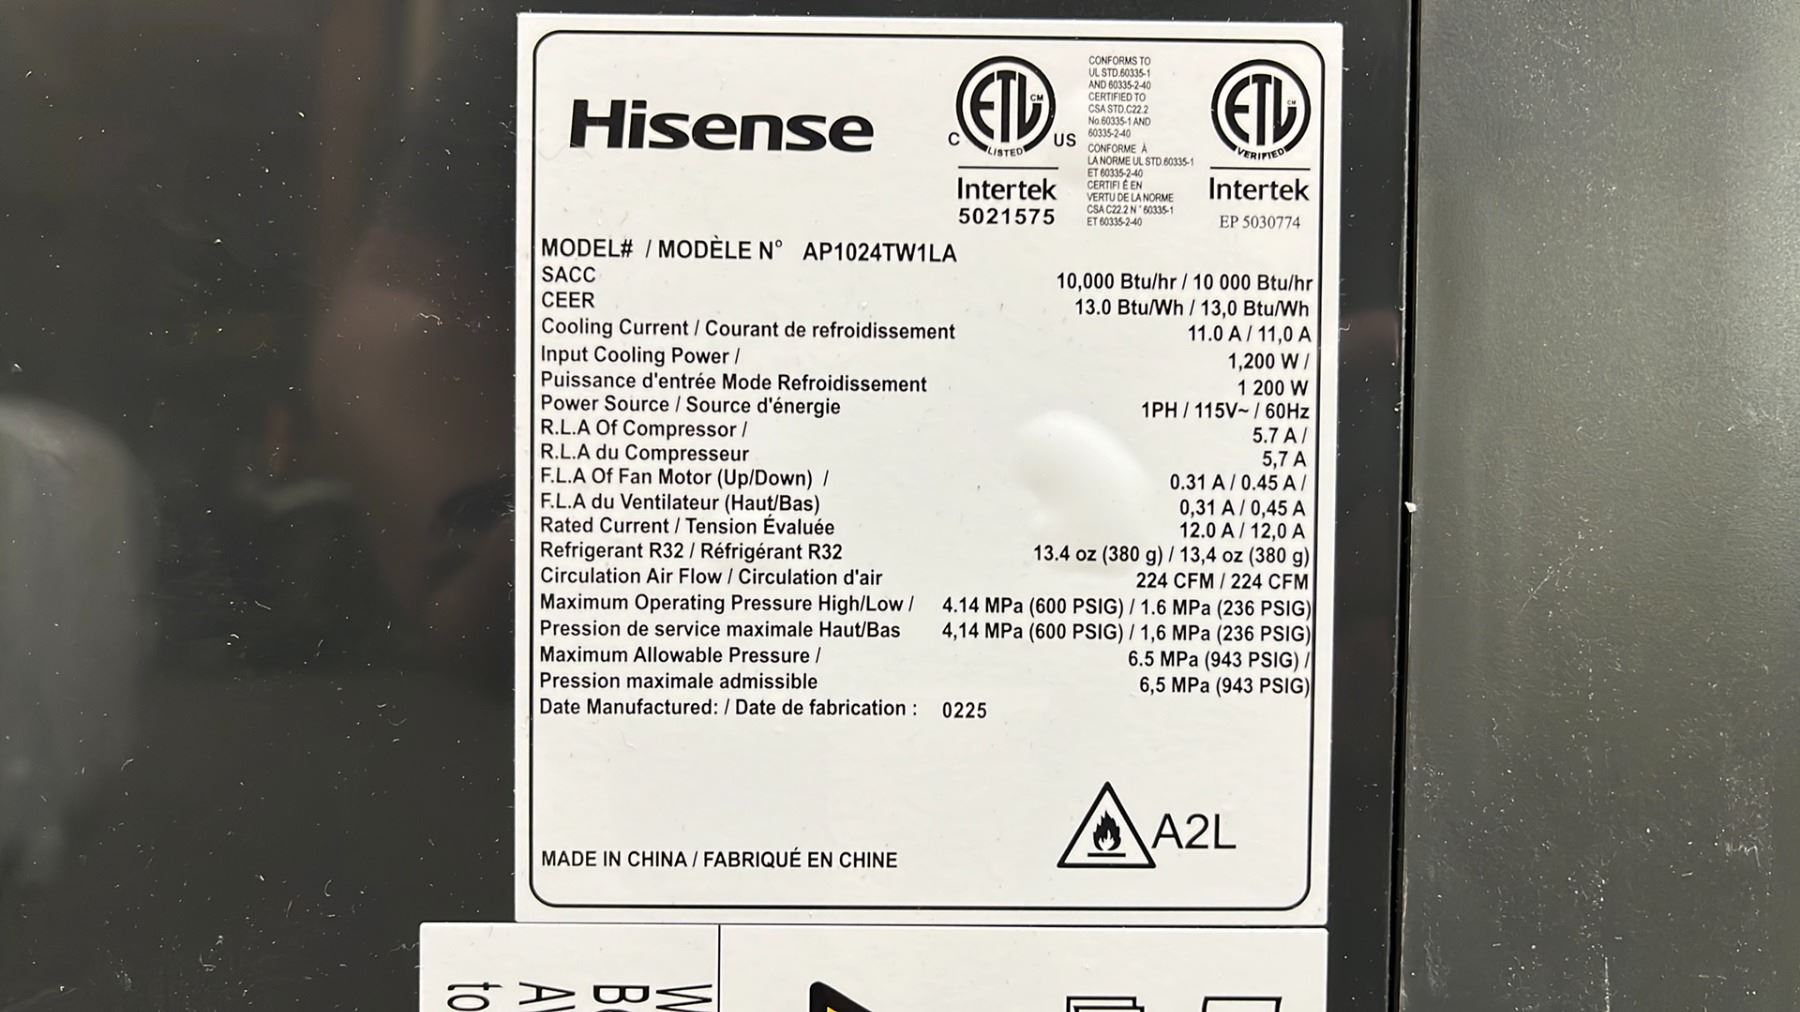 Hisense
C ETL CM US
LISTED
Intertek
5021575
CONFORMS TO
UL STD.60335-1
AND 60335-2-40
CERTIFIED TO
CSA STD.C22.2
No.60335-1 AND
60335-2-40
CONFORME À
LA NORME UL STD.60335-1
ET 60335-2-40
CERTIFI É EN
VERTU DE LA NORME
CSA C22.2 N° 60335-1
ET 60335-2-40
ETL CM
VERIFIED
Intertek
EP 5030774
MODEL# / MODÈLE N° AP1024TW1LA
SACC 10,000 Btu/hr / 10 000 Btu/hr
CEER 13.0 Btu/Wh / 13,0 Btu/Wh
Cooling Current / Courant de refroidissement 11.0 A / 11,0 A
Input Cooling Power / 1,200 W /
Puissance d'entrée Mode Refroidissement 1 200 W
Power Source / Source d'énergie 1PH / 115V~ / 60Hz
R.L.A Of Compressor / 5.7 A /
R.L.A du Compresseur 5,7 A
F.L.A Of Fan Motor (Up/Down) / 0.31 A / 0.45 A /
F.L.A du Ventilateur (Haut/Bas) 0,31 A / 0,45 A
Rated Current / Tension Évaluée 12.0 A / 12,0 A
Refrigerant R32 / Réfrigérant R32 13.4 oz (380 g) / 13,4 oz (380 g)
Circulation Air Flow / Circulation d'air 224 CFM / 224 CFM
Maximum Operating Pressure High/Low / 4.14 MPa (600 PSIG) / 1.6 MPa (236 PSIG)
Pression de service maximale Haut/Bas 4,14 MPa (600 PSIG) / 1,6 MPa (236 PSIG)
Maximum Allowable Pressure / 6.5 MPa (943 PSIG) /
Pression maximale admissible 6,5 MPa (943 PSIG)
Date Manufactured: / Date de fabrication : 0225
A2L
MADE IN CHINA / FABRIQUÉ EN CHINE
to